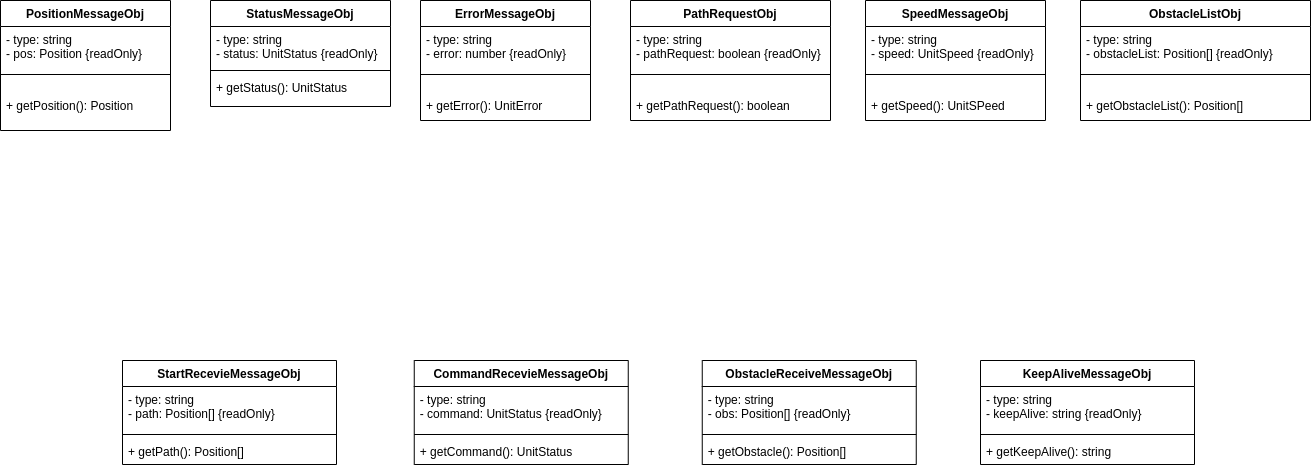 PositionMessageObj
- type: string
- pos: Position {readOnly}
+ getPosition(): Position
StatusMessageObj
- type: string
- status: UnitStatus {readOnly}
+ getStatus(): UnitStatus
ErrorMessageObj
- type: string
- error: number {readOnly}
+ getError(): UnitError
PathRequestObj
- type: string
- pathRequest: boolean {readOnly}
+ getPathRequest(): boolean
SpeedMessageObj
- type: string
- speed: UnitSpeed {readOnly}
+ getSpeed(): UnitSPeed
ObstacleListObj
- type: string
- obstacleList: Position[] {readOnly}
+ getObstacleList(): Position[]
StartRecevieMessageObj
- type: string
- path: Position[] {readOnly}
+ getPath(): Position[]
CommandRecevieMessageObj
- type: string
- command: UnitStatus {readOnly}
+ getCommand(): UnitStatus
ObstacleReceiveMessageObj
- type: string
- obs: Position[] {readOnly}
+ getObstacle(): Position[]
KeepAliveMessageObj
- type: string
- keepAlive: string {readOnly}
+ getKeepAlive(): string